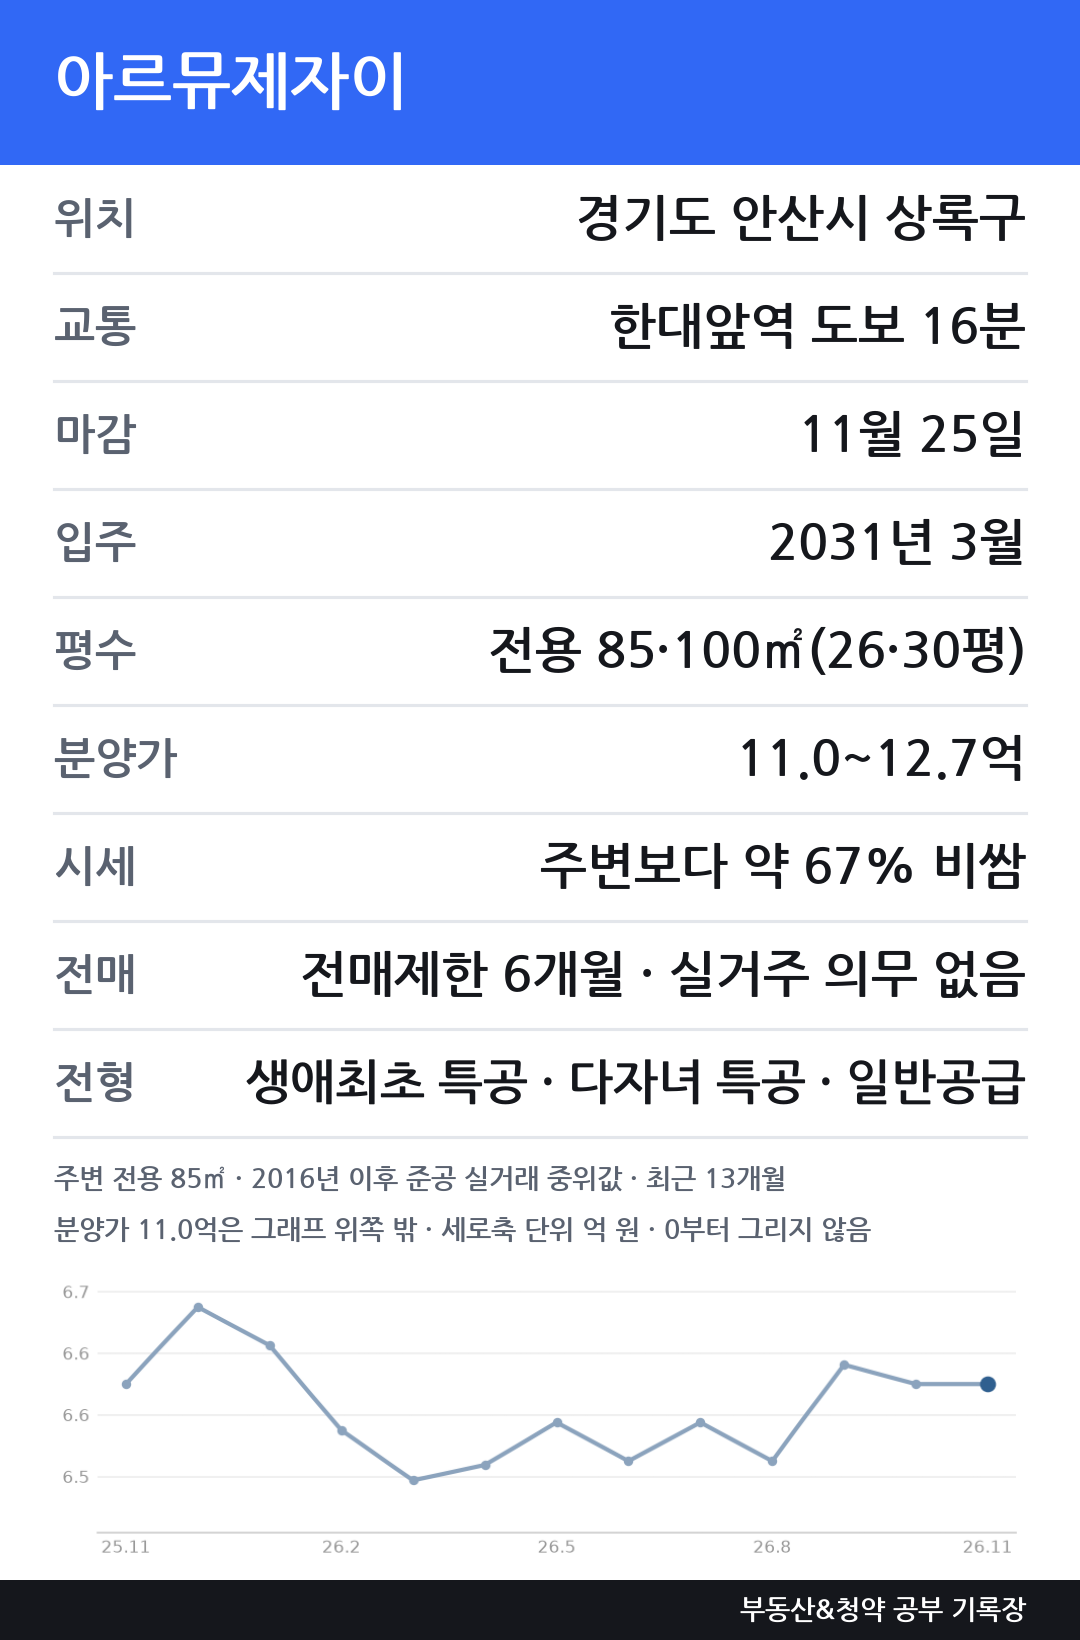 아르뮤제자이
위치 경기도 안산시 상록구
교통 한대앞역 도보 16분
마감 11월 25일
입주 2031년 3월
평수 전용 85·100㎡(26·30평)
분양가 11.0~12.7억
시세 주변보다 약 67% 비쌈
전매 전매제한 6개월 · 실거주 의무 없음
전형 생애최초 특공 · 다자녀 특공 · 일반공급
주변 전용 85㎡ · 2016년 이후 준공 실거래 중위값 · 최근 13개월
분양가 11.0억은 그래프 위쪽 밖 · 세로축 단위 억 원 · 0부터 그리지 않음
6.7
6.6
6.6
6.5
25.11 26.2 26.5 26.8 26.11
부동산&청약 공부 기록장